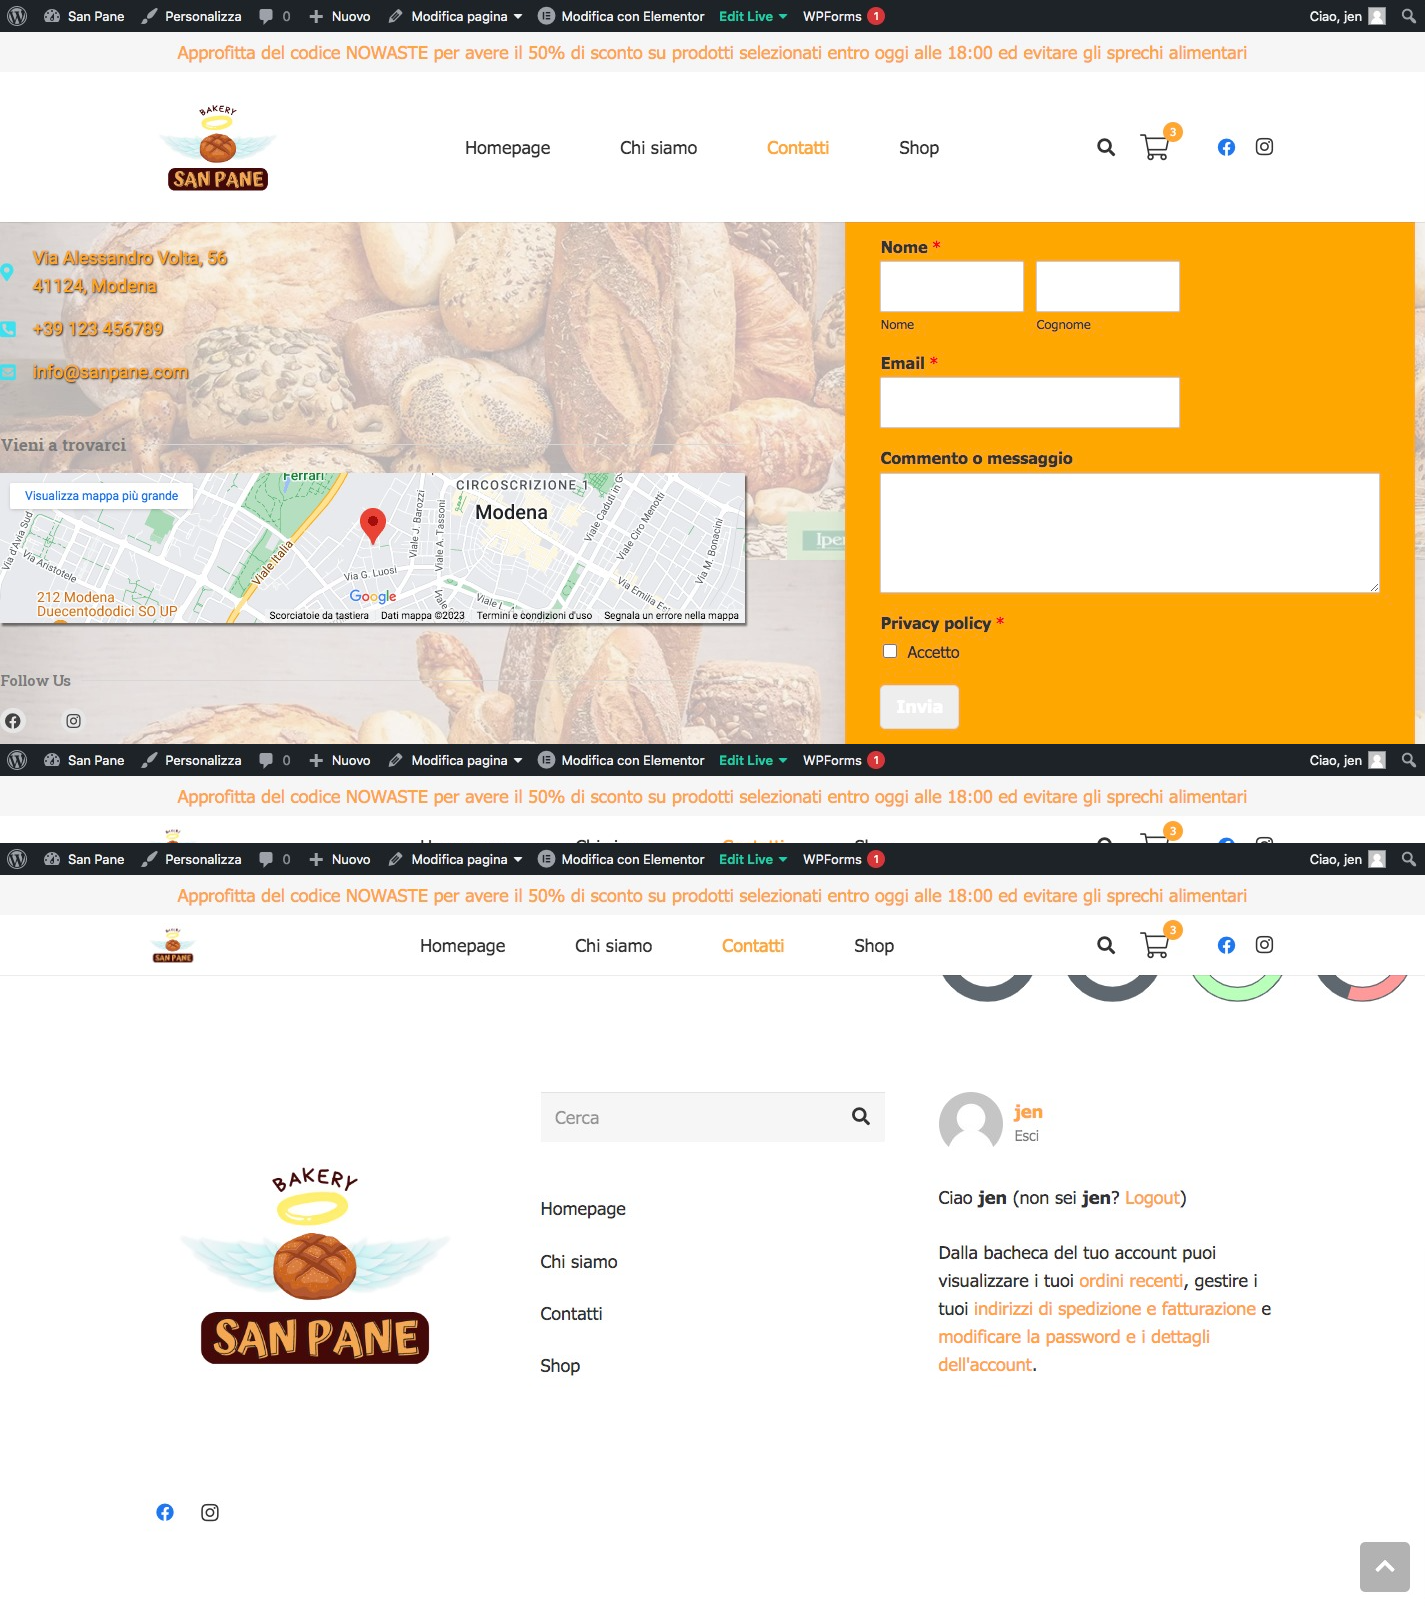 San Pane Personalizza 0 Nuovo Modifica pagina Modifica con Elementor Edit Live WPForms 1 Ciao, jen
Approfitta del codice NOWASTE per avere il 50% di sconto su prodotti selezionati entro oggi alle 18:00 ed evitare gli sprechi alimentari
BAKERY
SAN PANE
Homepage Chi siamo Contatti Shop 3
Via Alessandro Volta, 56
41124, Modena
+39 123 456789
info@sanpane.com
Vieni a trovarci
Visualizza mappa più grande
Ferrari
CIRCOSCRIZIONE 1
Modena
Via d'Avia Sud
Via Aristotele
Viale Italia
Via G. Luosi
Viale J. Barozzi
Viale A. Tassoni
Viale Caduti in G
Viale Ciro Menotti
Via M. Bonacini
Via Emilia Est
Viale L.
212 Modena
Duecentododici SO UP
Google
Scorciatoie da tastiera Dati mappa ©2023 Termini e condizioni d'uso Segnala un errore nella mappa
Follow Us
Iper
Nome *
Nome Cognome
Email *
Commento o messaggio
Privacy policy *
Accetto
Invia
San Pane Personalizza 0 Nuovo Modifica pagina Modifica con Elementor Edit Live WPForms 1 Ciao, jen
Approfitta del codice NOWASTE per avere il 50% di sconto su prodotti selezionati entro oggi alle 18:00 ed evitare gli sprechi alimentari
3
San Pane Personalizza 0 Nuovo Modifica pagina Modifica con Elementor Edit Live WPForms 1 Ciao, jen
Approfitta del codice NOWASTE per avere il 50% di sconto su prodotti selezionati entro oggi alle 18:00 ed evitare gli sprechi alimentari
SAN PANE
Homepage Chi siamo Contatti Shop 3
BAKERY
SAN PANE
Cerca
Homepage
Chi siamo
Contatti
Shop
jen
Esci
Ciao jen (non sei jen? Logout)
Dalla bacheca del tuo account puoi
visualizzare i tuoi ordini recenti, gestire i
tuoi indirizzi di spedizione e fatturazione e
modificare la password e i dettagli
dell'account.